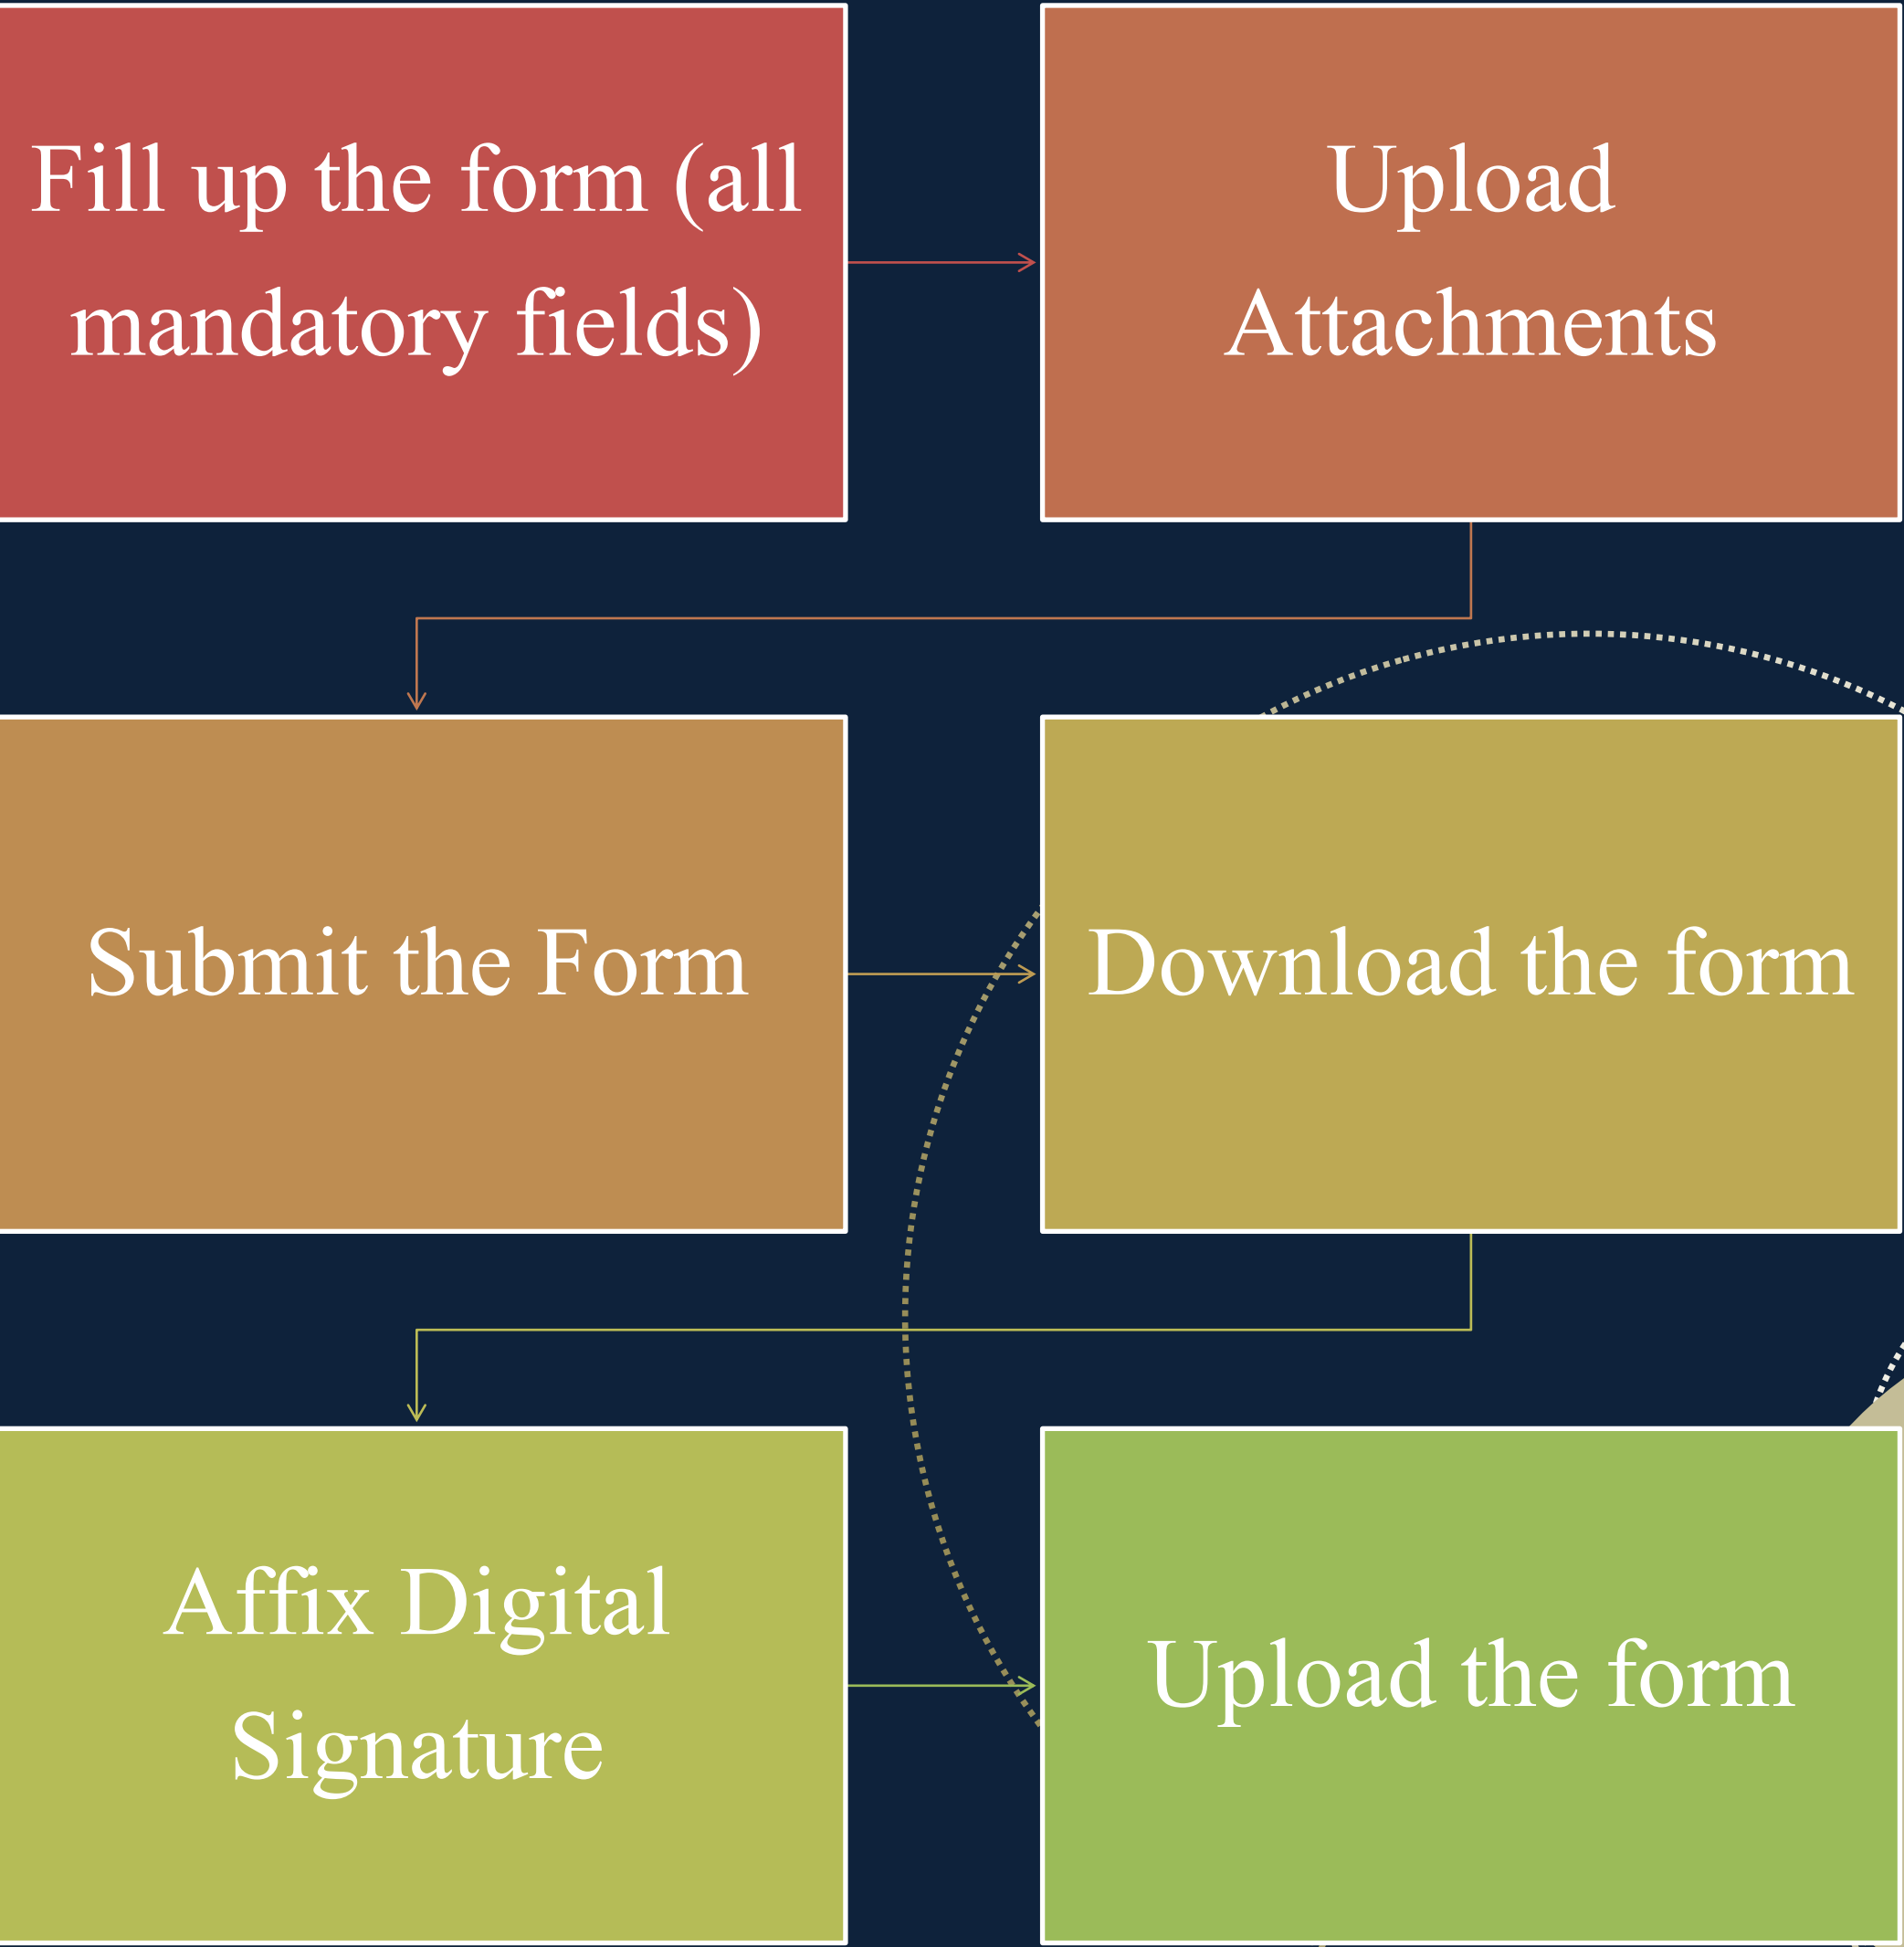 Fill up the form (all
mandatory fields)
Upload
Attachments
Submit the Form
Download the form
Affix Digital
Signature
Upload the form